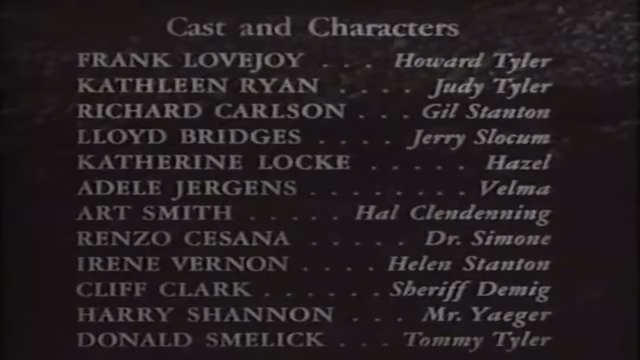 Cast and Characters
FRANK LOVEJOY . . . Howard Tyler
KATHLEEN RYAN . . . . Judy Tyler
RICHARD CARLSON . . . Gil Stanton
LLOYD BRIDGES . . . . Jerry Slocum
KATHERINE LOCKE . . . . . Hazel
ADELE JERGENS . . . . . . . Velma
ART SMITH . . . . . Hal Clendenning
RENZO CESANA . . . . . Dr. Simone
IRENE VERNON . . . . Helen Stanton
CLIFF CLARK . . . . . . Sheriff Demig
HARRY SHANNON . . . Mr. Yaeger
DONALD SMELICK . . . Tommy Tyler